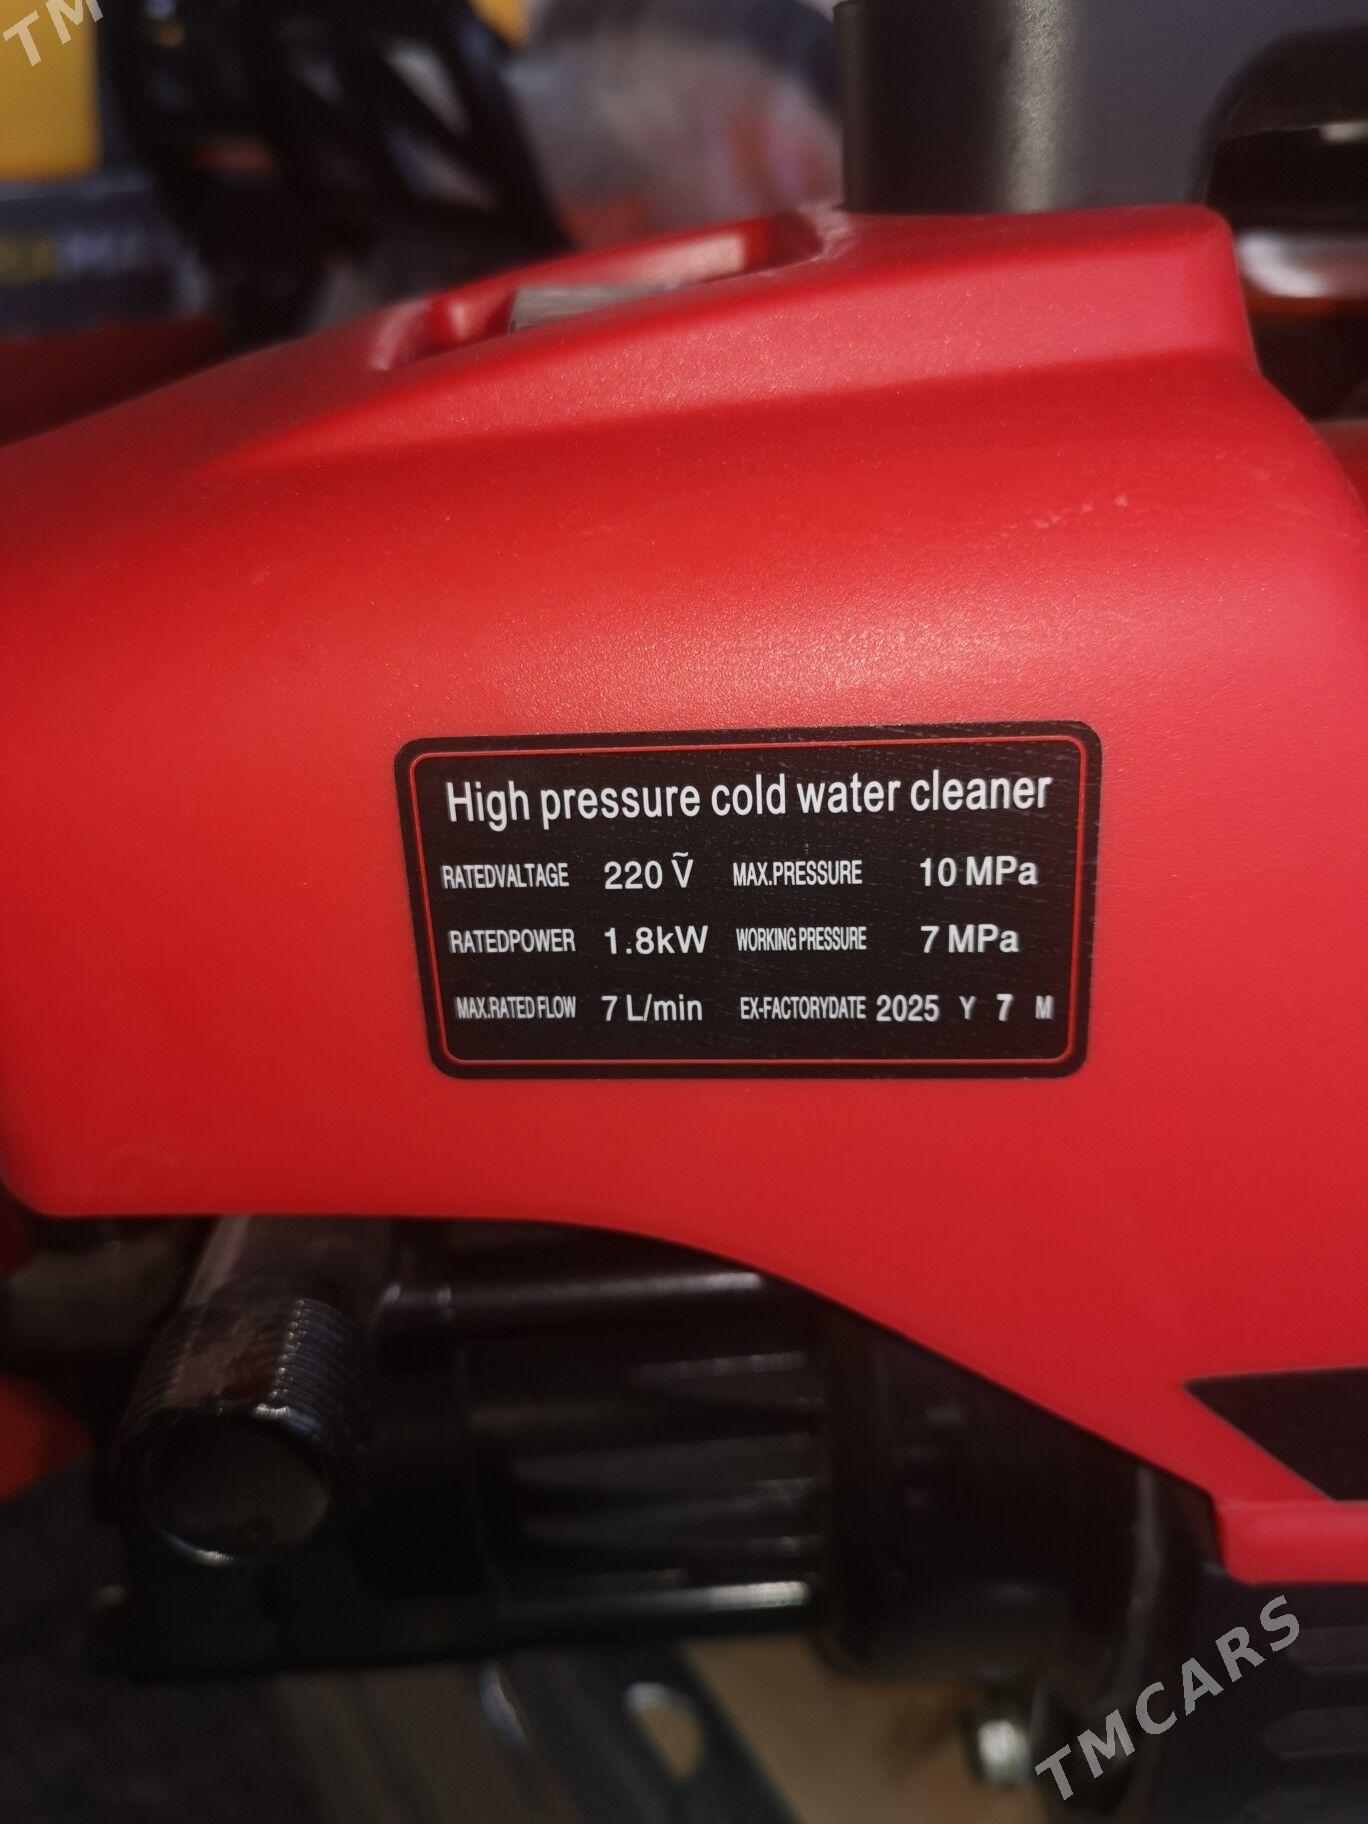 TM
High pressure cold water cleaner
RATEDVALTAGE 220 Ṽ MAX.PRESSURE 10 MPa
RATEDPOWER 1.8kW WORKING PRESSURE 7 MPa
MAX.RATED FLOW 7 L/min EX-FACTORYDATE 2025 Y 7 M
TMCARS